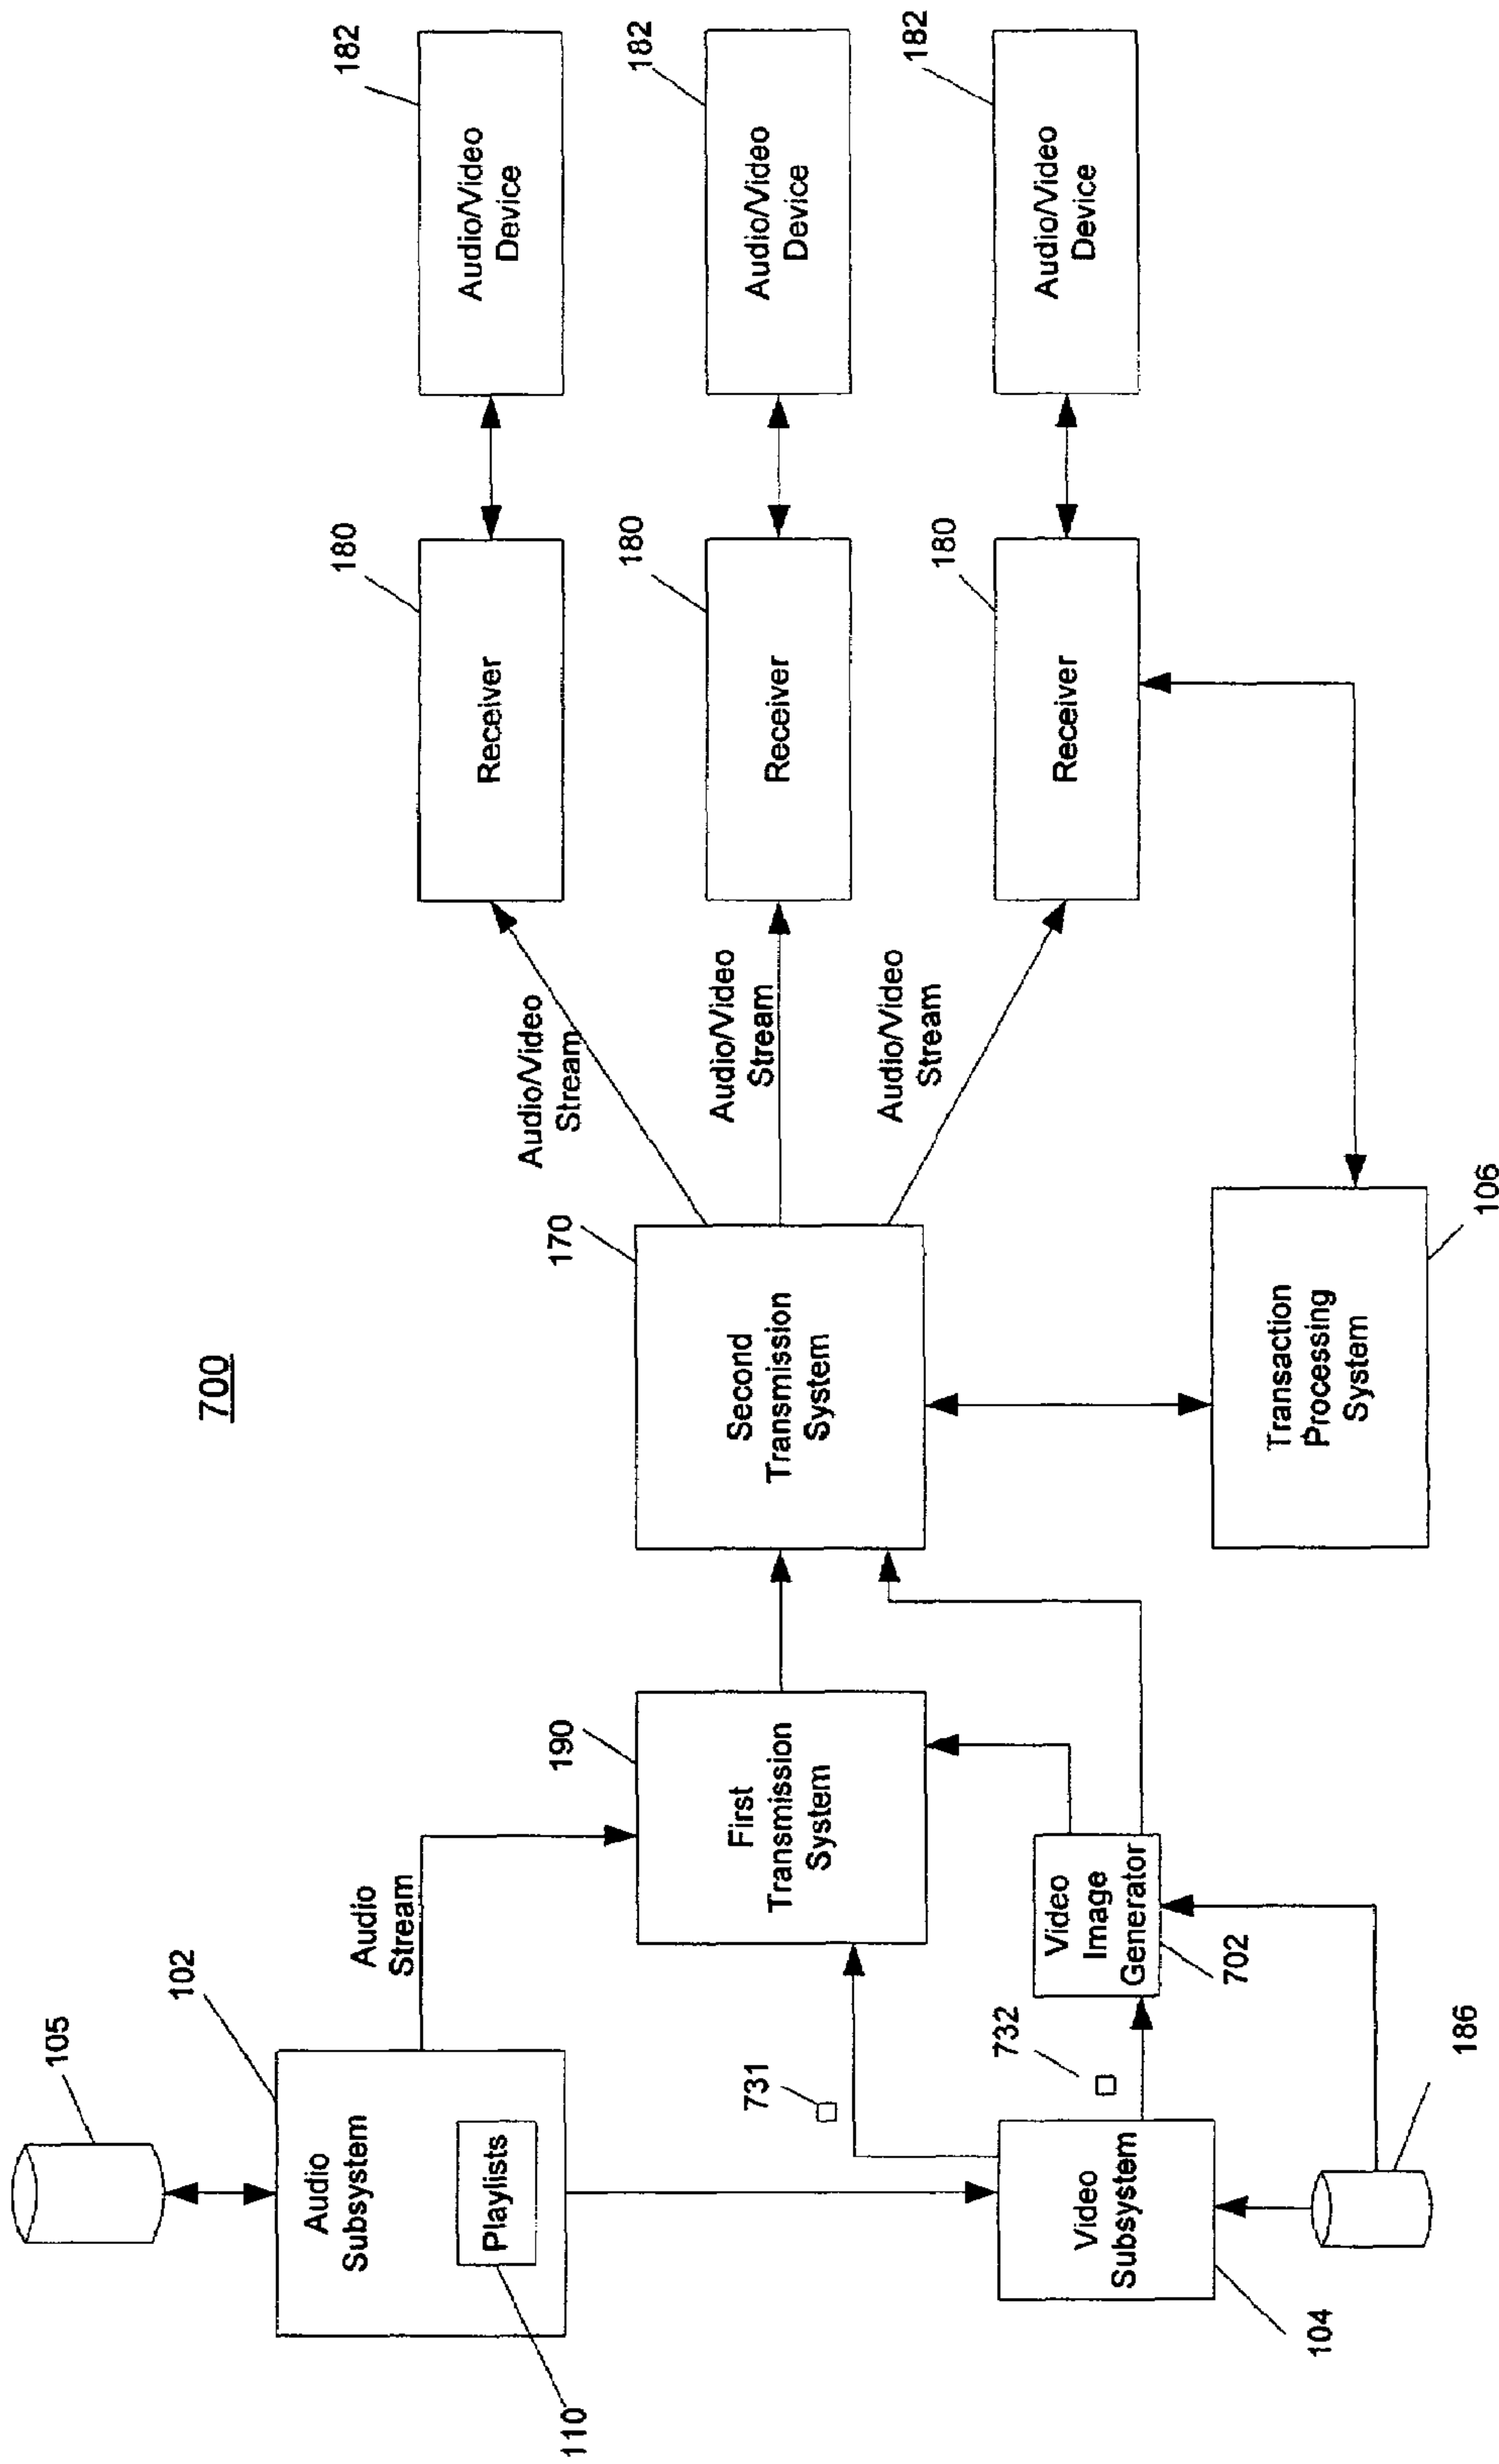 700
105
102
Audio
Subsystem
Playlists
110
Audio
Stream
190
First
Transmission
System
731
732
Video
Subsystem
104
Video
Image
Generator
702
186
170
Second
Transmission
System
Transaction
Processing
System
106
Audio/Video
Stream
Audio/Video
Stream
Audio/Video
Stream
180
Receiver
180
Receiver
180
Receiver
182
Audio/Video
Device
182
Audio/Video
Device
182
Audio/Video
Device